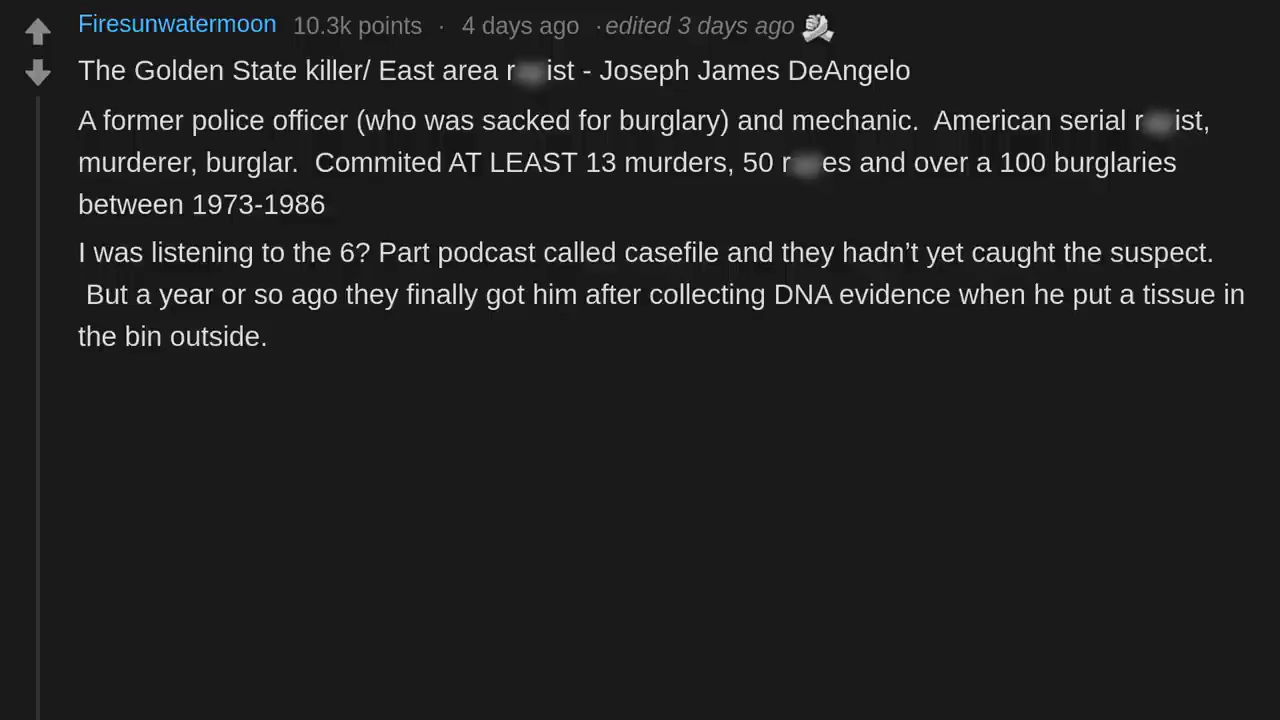 Firesunwatermoon 10.3k points · 4 days ago · edited 3 days ago
The Golden State killer/ East area r ist - Joseph James DeAngelo
A former police officer (who was sacked for burglary) and mechanic. American serial r ist,
murderer, burglar. Commited AT LEAST 13 murders, 50 r es and over a 100 burglaries
between 1973-1986
I was listening to the 6? Part podcast called casefile and they hadn’t yet caught the suspect.
But a year or so ago they finally got him after collecting DNA evidence when he put a tissue in
the bin outside.